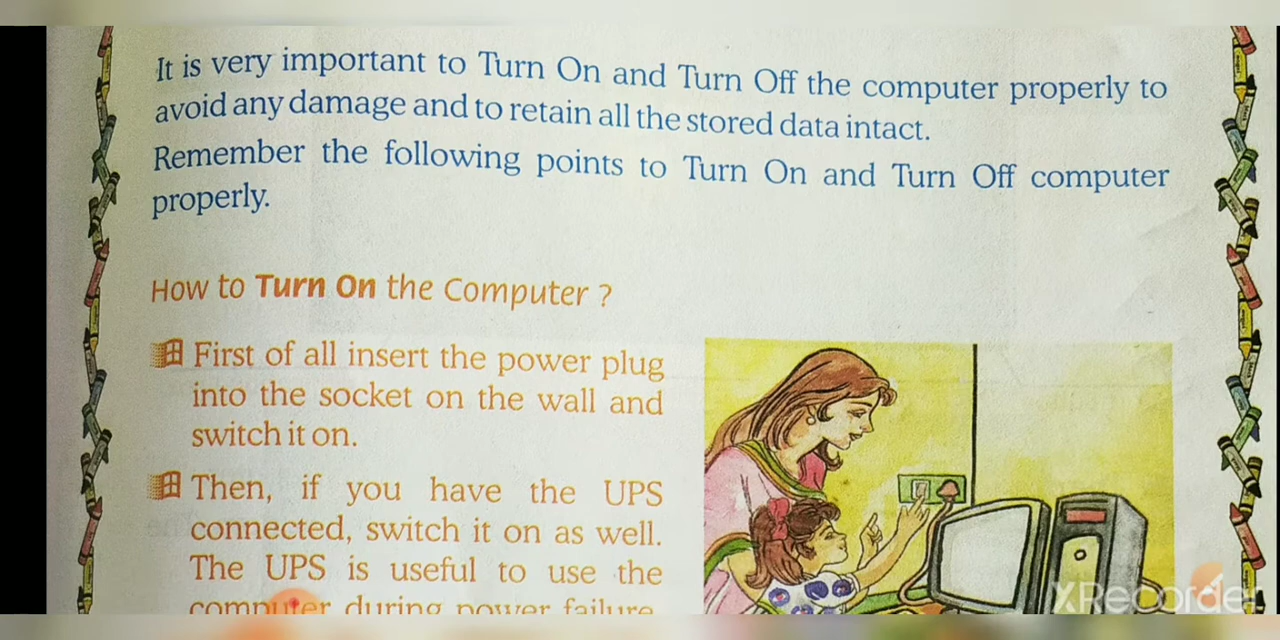 It is very important to Turn On and Turn Off the computer properly to
avoid any damage and to retain all the stored data intact.
Remember the following points to Turn On and Turn Off computer
properly.
How to Turn On the Computer ?
First of all insert the power plug
into the socket on the wall and
switch it on.
Then, if you have the UPS
connected, switch it on as well.
The UPS is useful to use the
computer during power failure
XRecorder